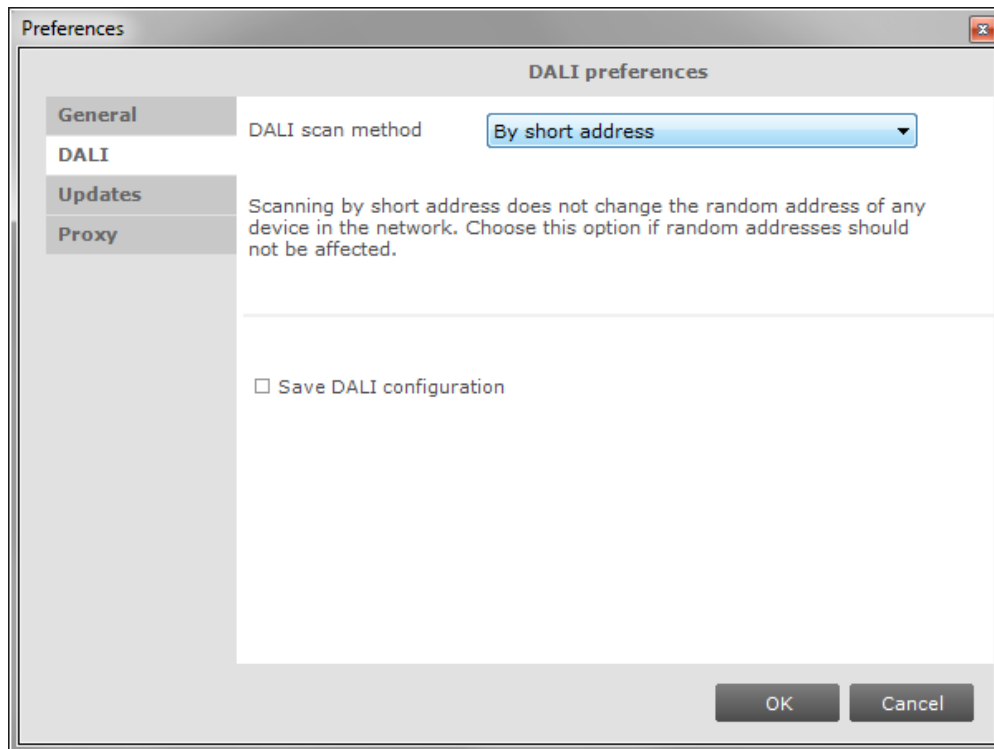 Preferences
DALI preferences
General
DALI
Updates
Proxy
DALI scan method
By short address
Scanning by short address does not change the random address of any
device in the network. Choose this option if random addresses should
not be affected.
Save DALI configuration
OK
Cancel